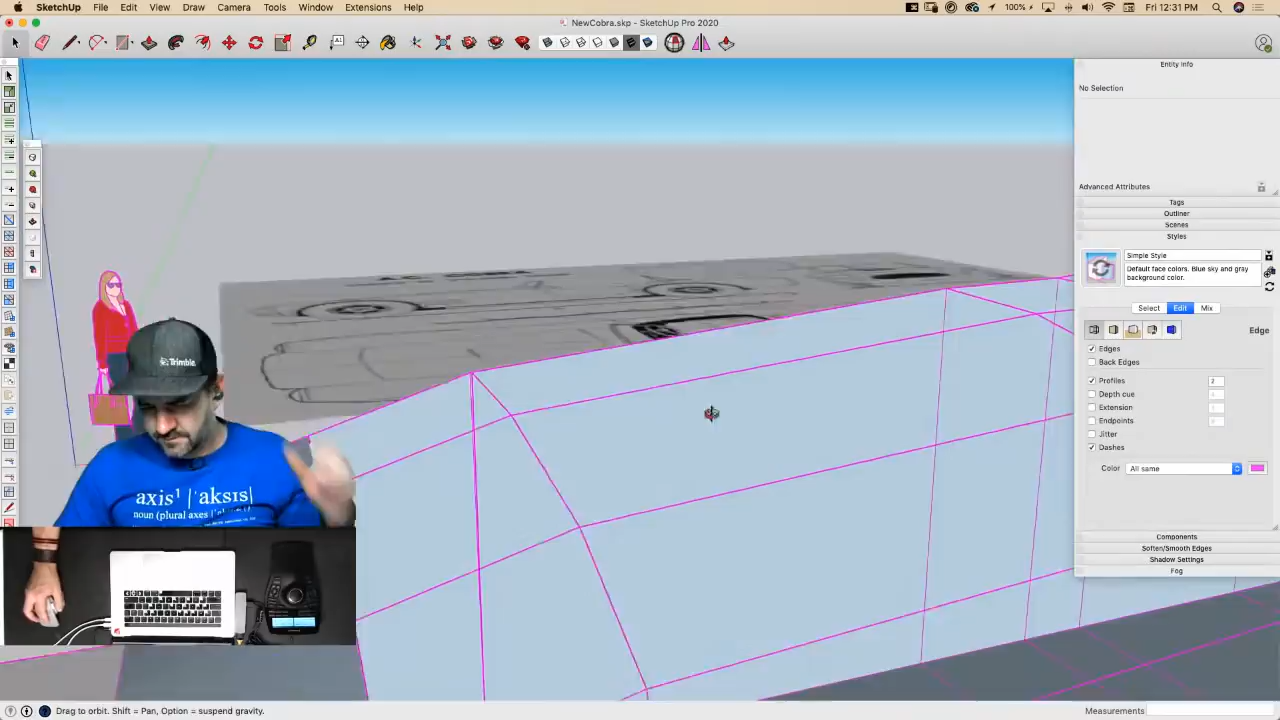 SketchUp File Edit View Draw Camera Tools Window Extensions Help
100% Fri 12:31 PM
NewCobra.skp - SketchUp Pro 2020
Entity Info
No Selection
Advanced Attributes
Tags
Outliner
Scenes
Styles
Simple Style
Default face colors. Blue sky and gray
background color.
Select Edit Mix
Edge
Edges
Back Edges
Profiles 2
Depth cue
Extension
Endpoints
Jitter
Dashes
Color All same
Components
Soften/Smooth Edges
Shadow Settings
Fog
Trimble.
axis¹ | ˈaksɪs|
noun (plural axes
Drag to orbit. Shift = Pan, Option = suspend gravity.
Measurements